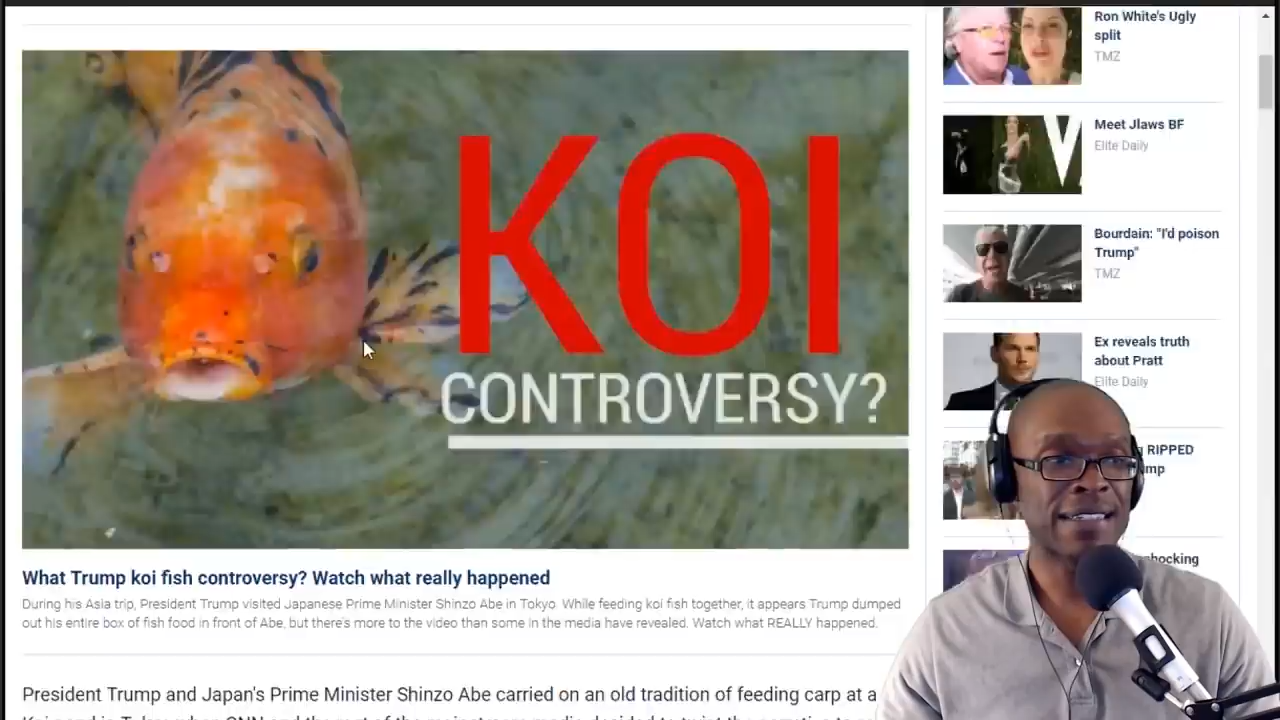 KOI
CONTROVERSY?
What Trump koi fish controversy? Watch what really happened
During his Asia trip, President Trump visited Japanese Prime Minister Shinzo Abe in Tokyo. While feeding koi fish together, it appears Trump dumped
out his entire box of fish food in front of Abe, but there's more to the video than some in the media have revealed. Watch what REALLY happened.
President Trump and Japan's Prime Minister Shinzo Abe carried on an old tradition of feeding carp at a
Ron White's Ugly
split
TMZ
Meet Jlaws BF
Elite Daily
Bourdain: "I'd poison
Trump"
TMZ
Ex reveals truth
about Pratt
Elite Daily
RIPPED